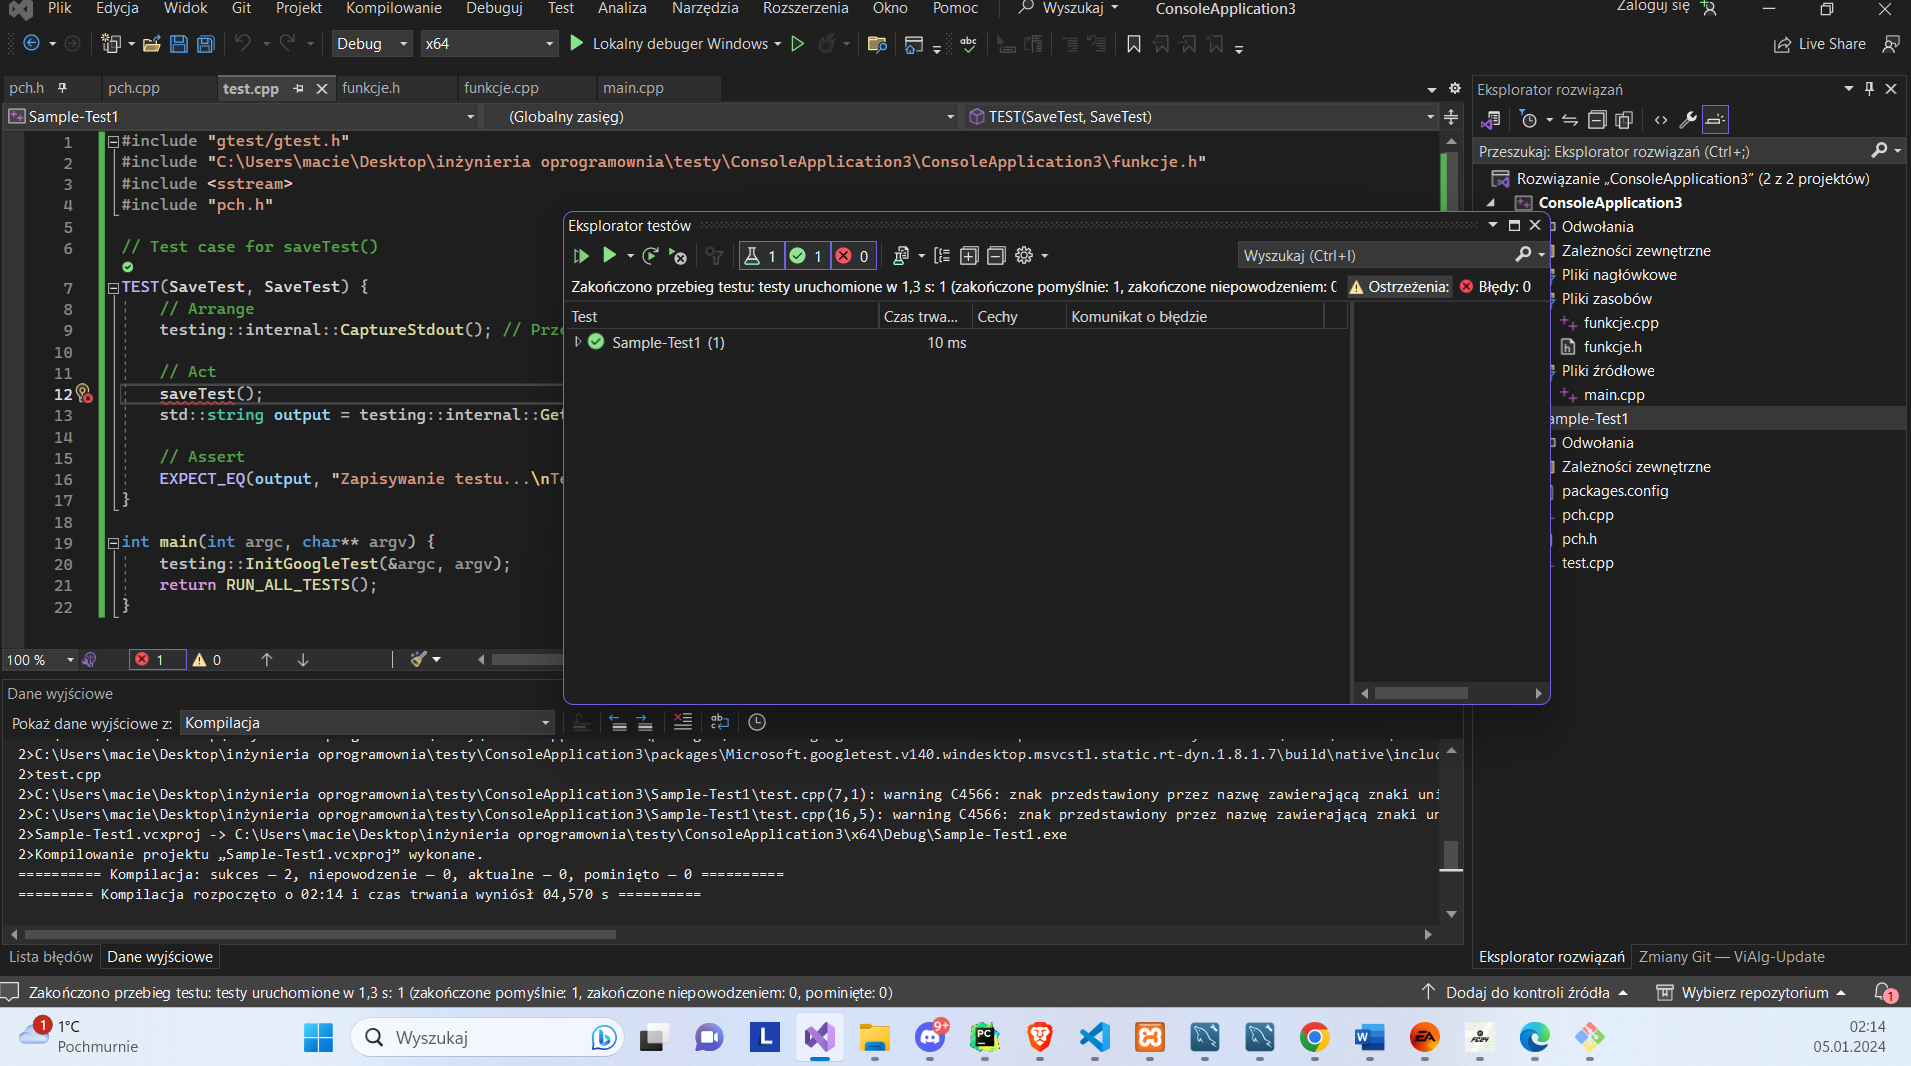 Plik Edycja Widok Git Projekt Kompilowanie Debuguj Test Analiza Narzędzia Rozszerzenia Okno Pomoc Wyszukaj ConsoleApplication3 Zaloguj się
Debug x64 Lokalny debuger Windows Live Share
pch.h pch.cpp test.cpp funkcje.h funkcje.cpp main.cpp
Sample-Test1 (Globalny zasięg) TEST(SaveTest, SaveTest)
1 #include "gtest/gtest.h"
2 #include "C:\Users\macie\Desktop\inżynieria oprogramownia\testy\ConsoleApplication3\ConsoleApplication3\funkcje.h"
3 #include <sstream>
4 #include "pch.h"
5
6 // Test case for saveTest()
7 TEST(SaveTest, SaveTest) {
8 // Arrange
9 testing::internal::CaptureStdout(); // Prze
10
11 // Act
12 saveTest();
13 std::string output = testing::internal::Get
14
15 // Assert
16 EXPECT_EQ(output, "Zapisywanie testu...\nTe
17 }
18
19 int main(int argc, char** argv) {
20 testing::InitGoogleTest(&argc, argv);
21 return RUN_ALL_TESTS();
22 }
100 % 1 0
Eksplorator testów
1 1 0 Wyszukaj (Ctrl+I)
Zakończono przebieg testu: testy uruchomione w 1,3 s: 1 (zakończone pomyślnie: 1, zakończone niepowodzeniem: 0 Ostrzeżenia: Błędy: 0
Test Czas trwa... Cechy Komunikat o błędzie
Sample-Test1 (1) 10 ms
Eksplorator rozwiązań
Przeszukaj: Eksplorator rozwiązań (Ctrl+;)
Rozwiązanie „ConsoleApplication3” (2 z 2 projektów)
ConsoleApplication3
Odwołania
Zależności zewnętrzne
Pliki nagłówkowe
Pliki zasobów
funkcje.cpp
funkcje.h
Pliki źródłowe
main.cpp
ample-Test1
Odwołania
Zależności zewnętrzne
packages.config
pch.cpp
pch.h
test.cpp
Dane wyjściowe
Pokaż dane wyjściowe z: Kompilacja
2>C:\Users\macie\Desktop\inżynieria oprogramownia\testy\ConsoleApplication3\packages\Microsoft.googletest.v140.windesktop.msvcstl.static.rt-dyn.1.8.1.7\build\native\includ
2>test.cpp
2>C:\Users\macie\Desktop\inżynieria oprogramownia\testy\ConsoleApplication3\Sample-Test1\test.cpp(7,1): warning C4566: znak przedstawiony przez nazwę zawierającą znaki uni
2>C:\Users\macie\Desktop\inżynieria oprogramownia\testy\ConsoleApplication3\Sample-Test1\test.cpp(16,5): warning C4566: znak przedstawiony przez nazwę zawierającą znaki un
2>Sample-Test1.vcxproj -> C:\Users\macie\Desktop\inżynieria oprogramownia\testy\ConsoleApplication3\x64\Debug\Sample-Test1.exe
2>Kompilowanie projektu „Sample-Test1.vcxproj” wykonane.
========== Kompilacja: sukces — 2, niepowodzenie — 0, aktualne — 0, pominięto — 0 ==========
========= Kompilacja rozpoczęto o 02:14 i czas trwania wyniósł 04,570 s ==========
Lista błędów Dane wyjściowe
Eksplorator rozwiązań Zmiany Git — ViAlg-Update
Zakończono przebieg testu: testy uruchomione w 1,3 s: 1 (zakończone pomyślnie: 1, zakończone niepowodzeniem: 0, pominięte: 0) Dodaj do kontroli źródła Wybierz repozytorium 1
1 1°C
Pochmurnie
Wyszukaj
L 9+ PC W EA FC24
02:14
05.01.2024